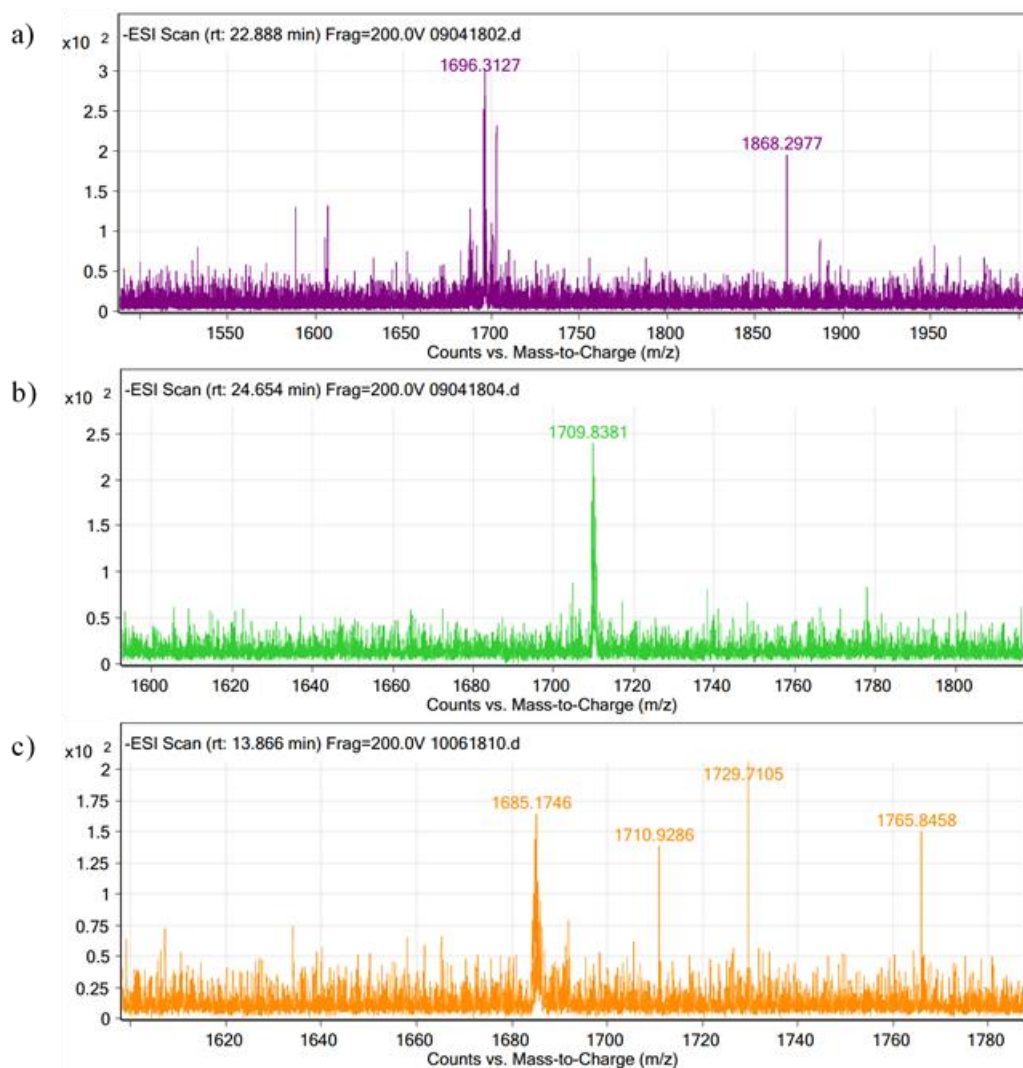 a)
-ESI Scan (rt: 22.888 min) Frag=200.0V 09041802.d
x10 2
1696.3127
1868.2977
3
2.5
2
1.5
1
0.5
0
1550 1600 1650 1700 1750 1800 1850 1900 1950
Counts vs. Mass-to-Charge (m/z)
b)
-ESI Scan (rt: 24.654 min) Frag=200.0V 09041804.d
x10 2
1709.8381
2.5
2
1.5
1
0.5
0
1600 1620 1640 1660 1680 1700 1720 1740 1760 1780 1800
Counts vs. Mass-to-Charge (m/z)
c)
-ESI Scan (rt: 13.866 min) Frag=200.0V 10061810.d
x10 2
1729.7105
1685.1746
1765.8458
1710.9286
2
1.75
1.5
1.25
1
0.75
0.5
0.25
0
1620 1640 1660 1680 1700 1720 1740 1760 1780
Counts vs. Mass-to-Charge (m/z)